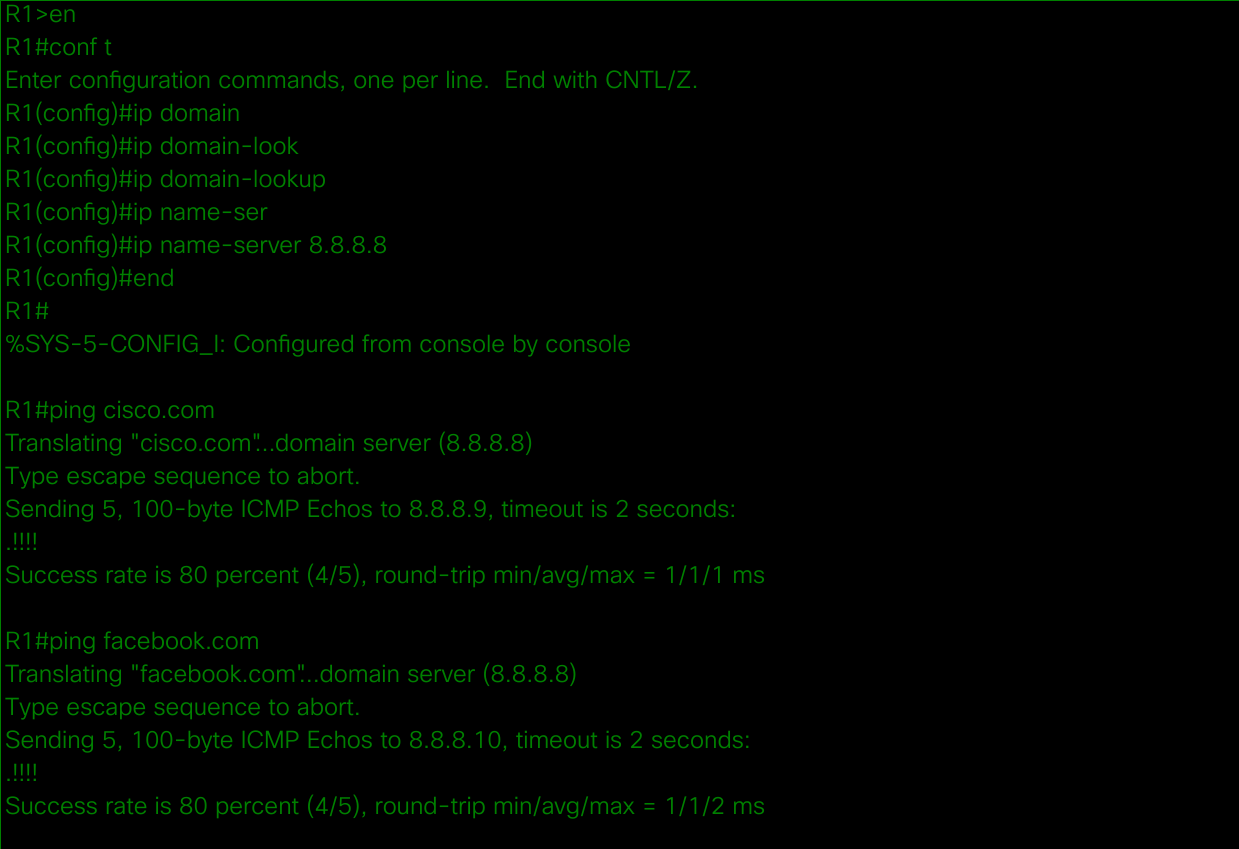 R1>en
R1#conf t
Enter configuration commands, one per line.  End with CNTL/Z.
R1(config)#ip domain
R1(config)#ip domain-look
R1(config)#ip domain-lookup
R1(config)#ip name-ser
R1(config)#ip name-server 8.8.8.8
R1(config)#end
R1#
%SYS-5-CONFIG_I: Configured from console by console
R1#ping cisco.com
Translating "cisco.com"...domain server (8.8.8.8)
Type escape sequence to abort.
Sending 5, 100-byte ICMP Echos to 8.8.8.9, timeout is 2 seconds:
.!!!!
Success rate is 80 percent (4/5), round-trip min/avg/max = 1/1/1 ms
R1#ping facebook.com
Translating "facebook.com"...domain server (8.8.8.8)
Type escape sequence to abort.
Sending 5, 100-byte ICMP Echos to 8.8.8.10, timeout is 2 seconds:
.!!!!
Success rate is 80 percent (4/5), round-trip min/avg/max = 1/1/2 ms